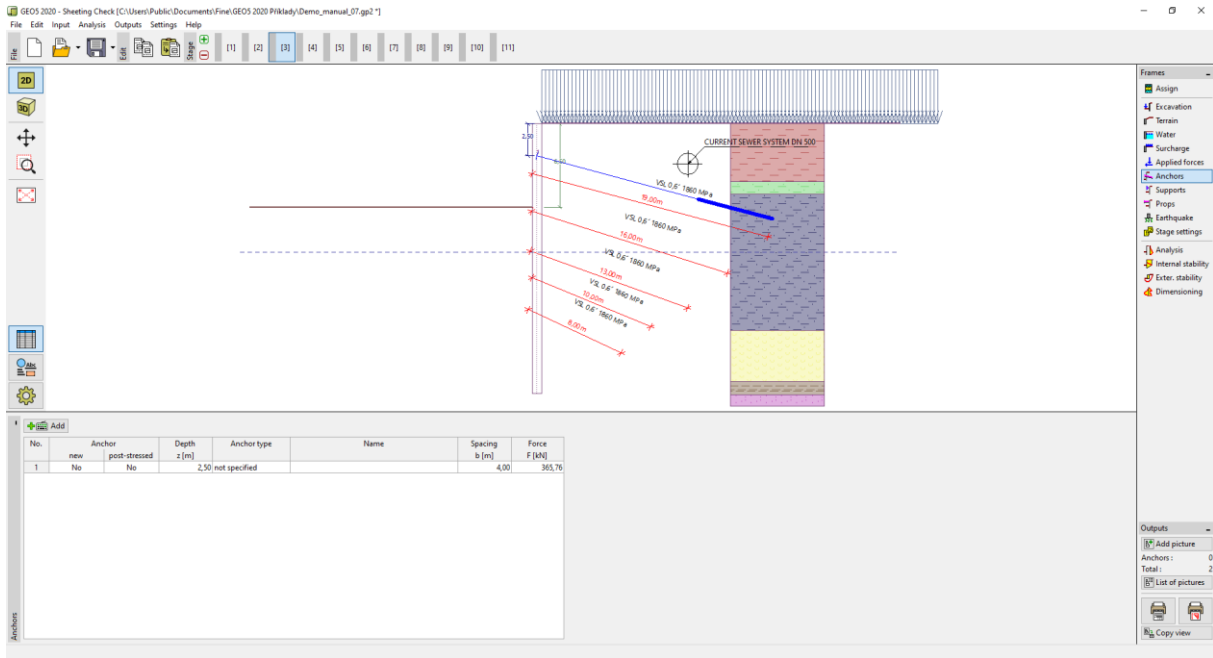 GEO5 2020 - Sheeting Check [C:\Users\Public\Documents\Fine\GEO5 2020 Příklady\Demo_manual_07.gp2 *]
File Edit Input Analysis Outputs Settings Help
File
Edit
Stage
[1] [2] [3] [4] [5] [6] [7] [8] [9] [10] [11]
2D
3D
Abc
2,50
6,20
CURRENT SEWER SYSTEM DN 500
VSL 0,6´ 1860 MPa
19,00m
VSL 0,6´ 1860 MPa
16,00m
VSL 0,6´ 1860 MPa
13,00m
VSL 0,6´ 1860 MPa
10,00m
VSL 0,6´ 1860 MPa
8,00m
Frames
Assign
Excavation
Terrain
Water
Surcharge
Applied forces
Anchors
Supports
Props
Earthquake
Stage settings
Analysis
Internal stability
Exter. stability
Dimensioning
Add
No. Anchor Depth Anchor type Name Spacing Force
new post-stressed z [m] b [m] F [kN]
1 No No 2,50 not specified 4,00 365,76
Anchors
Outputs
Add picture
Anchors : 0
Total : 2
List of pictures
Copy view